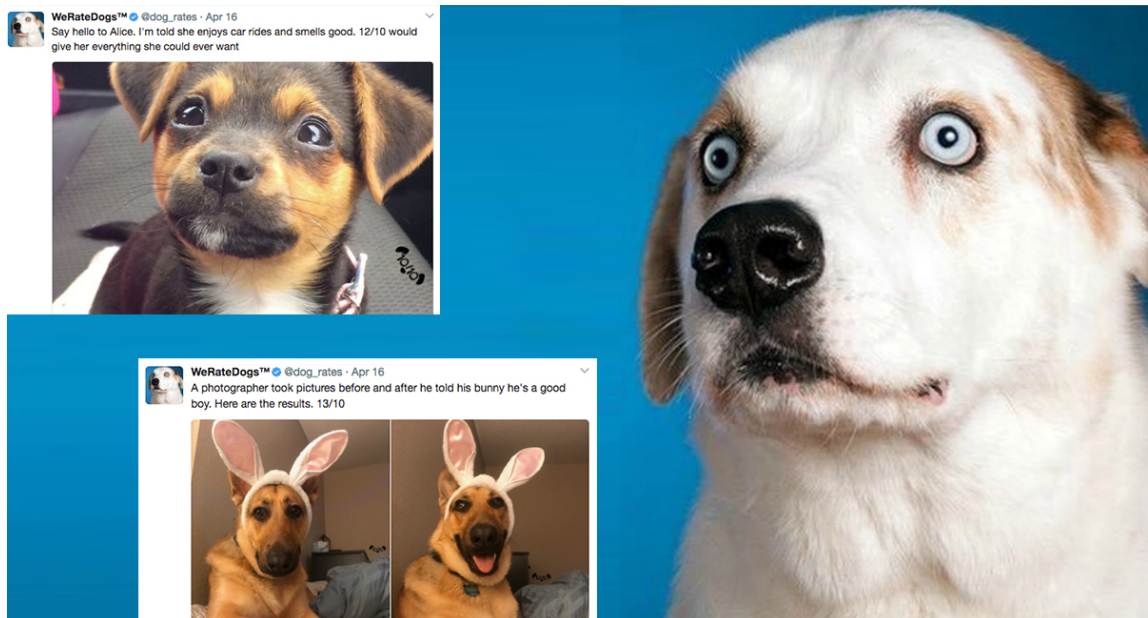 WeRateDogs™ @dog_rates · Apr 16
Say hello to Alice. I'm told she enjoys car rides and smells good. 12/10 would
give her everything she could ever want
10/10
WeRateDogs™ @dog_rates · Apr 16
A photographer took pictures before and after he told his bunny he's a good
boy. Here are the results. 13/10